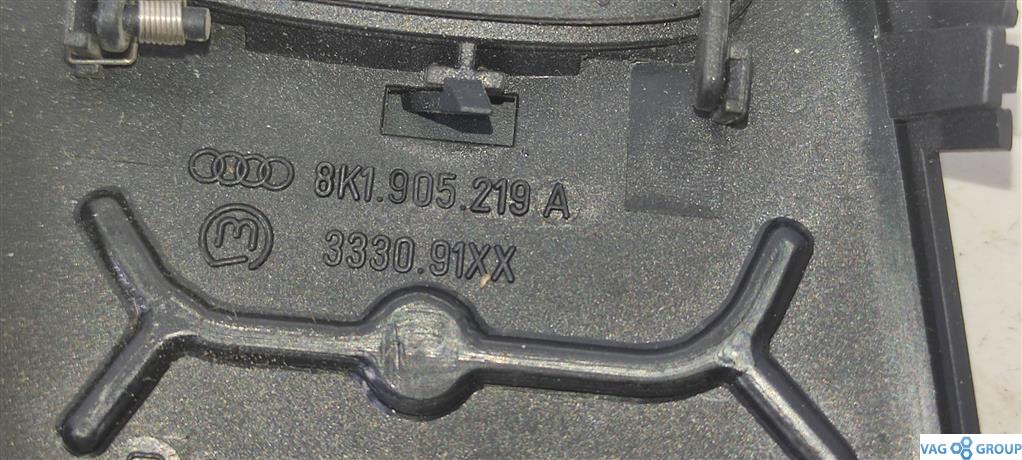 8K1.905.219 A
3330.91XX
VAG GROUP